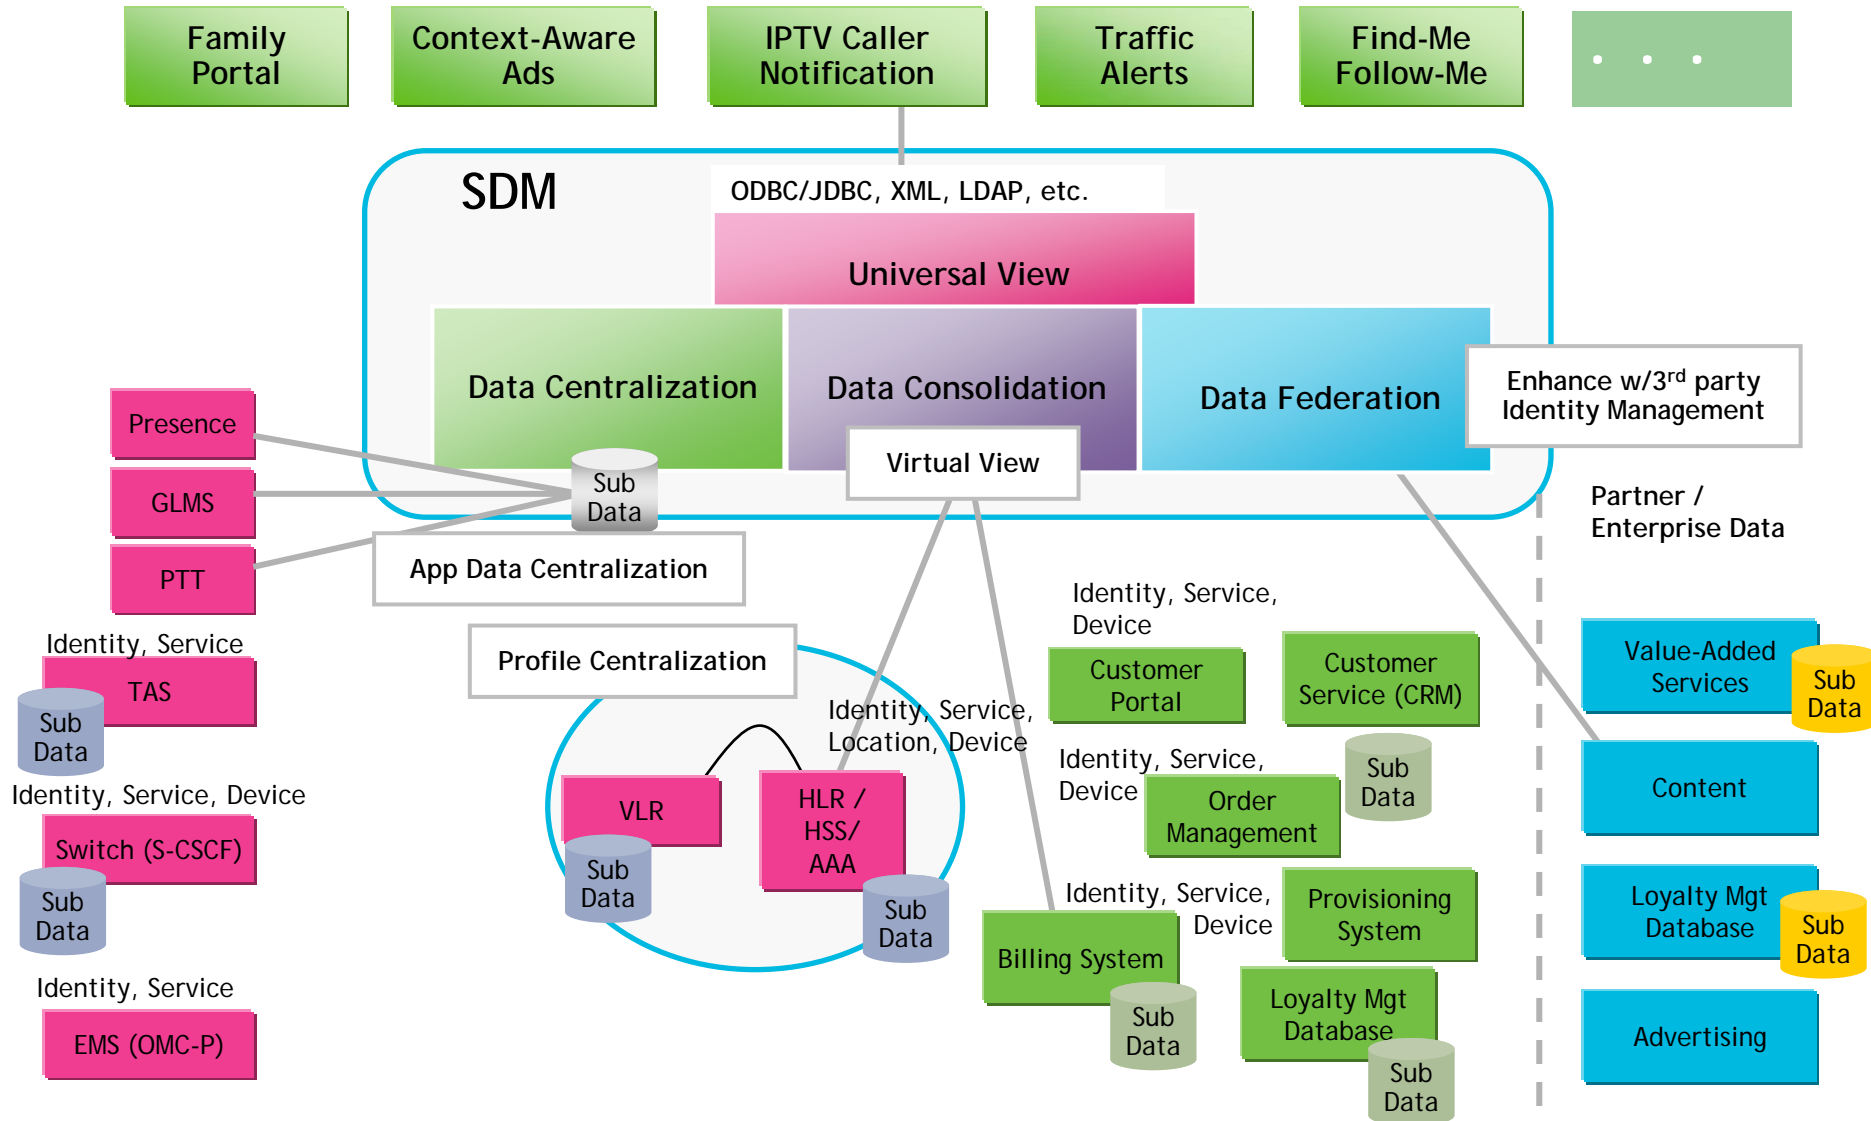 Family
Portal
Context-Aware
Ads
IPTV Caller
Notification
Traffic
Alerts
Find-Me
Follow-Me
. . .
SDM
ODBC/JDBC, XML, LDAP, etc.
Universal View
Data Centralization
Data Consolidation
Data Federation
Enhance w/3rd party
Identity Management
Virtual View
Sub
Data
App Data Centralization
Presence
GLMS
PTT
Partner /
Enterprise Data
Identity, Service
TAS
Sub
Data
Identity, Service, Device
Switch (S-CSCF)
Sub
Data
Identity, Service
EMS (OMC-P)
Profile Centralization
Identity, Service,
Location, Device
VLR
Sub
Data
HLR /
HSS/
AAA
Sub
Data
Identity, Service,
Device
Customer
Portal
Customer
Service (CRM)
Sub
Data
Identity, Service,
Device
Order
Management
Identity, Service,
Device
Provisioning
System
Billing System
Sub
Data
Loyalty Mgt
Database
Sub
Data
Value-Added
Services
Sub
Data
Content
Loyalty Mgt
Database
Sub
Data
Advertising